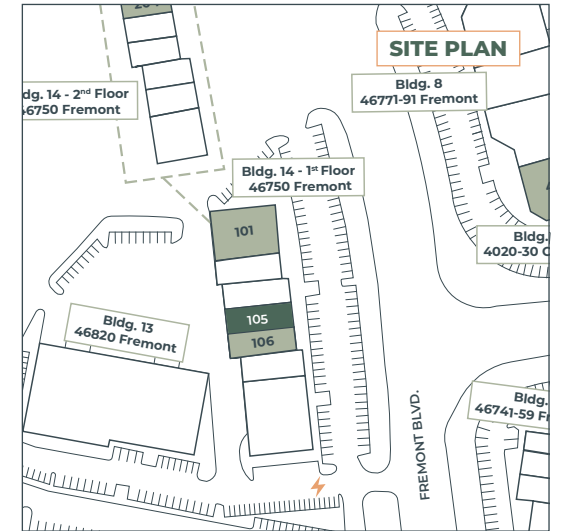 SITE PLAN
Bldg. 8
46771-91 Fremont
dg. 14 - 2nd Floor
46750 Fremont
Bldg. 14 - 1st Floor
46750 Fremont
101
Bldg.
4020-30
105
106
Bldg. 13
46820 Fremont
Bldg.
46741-59 Fr
FREMONT BLVD.